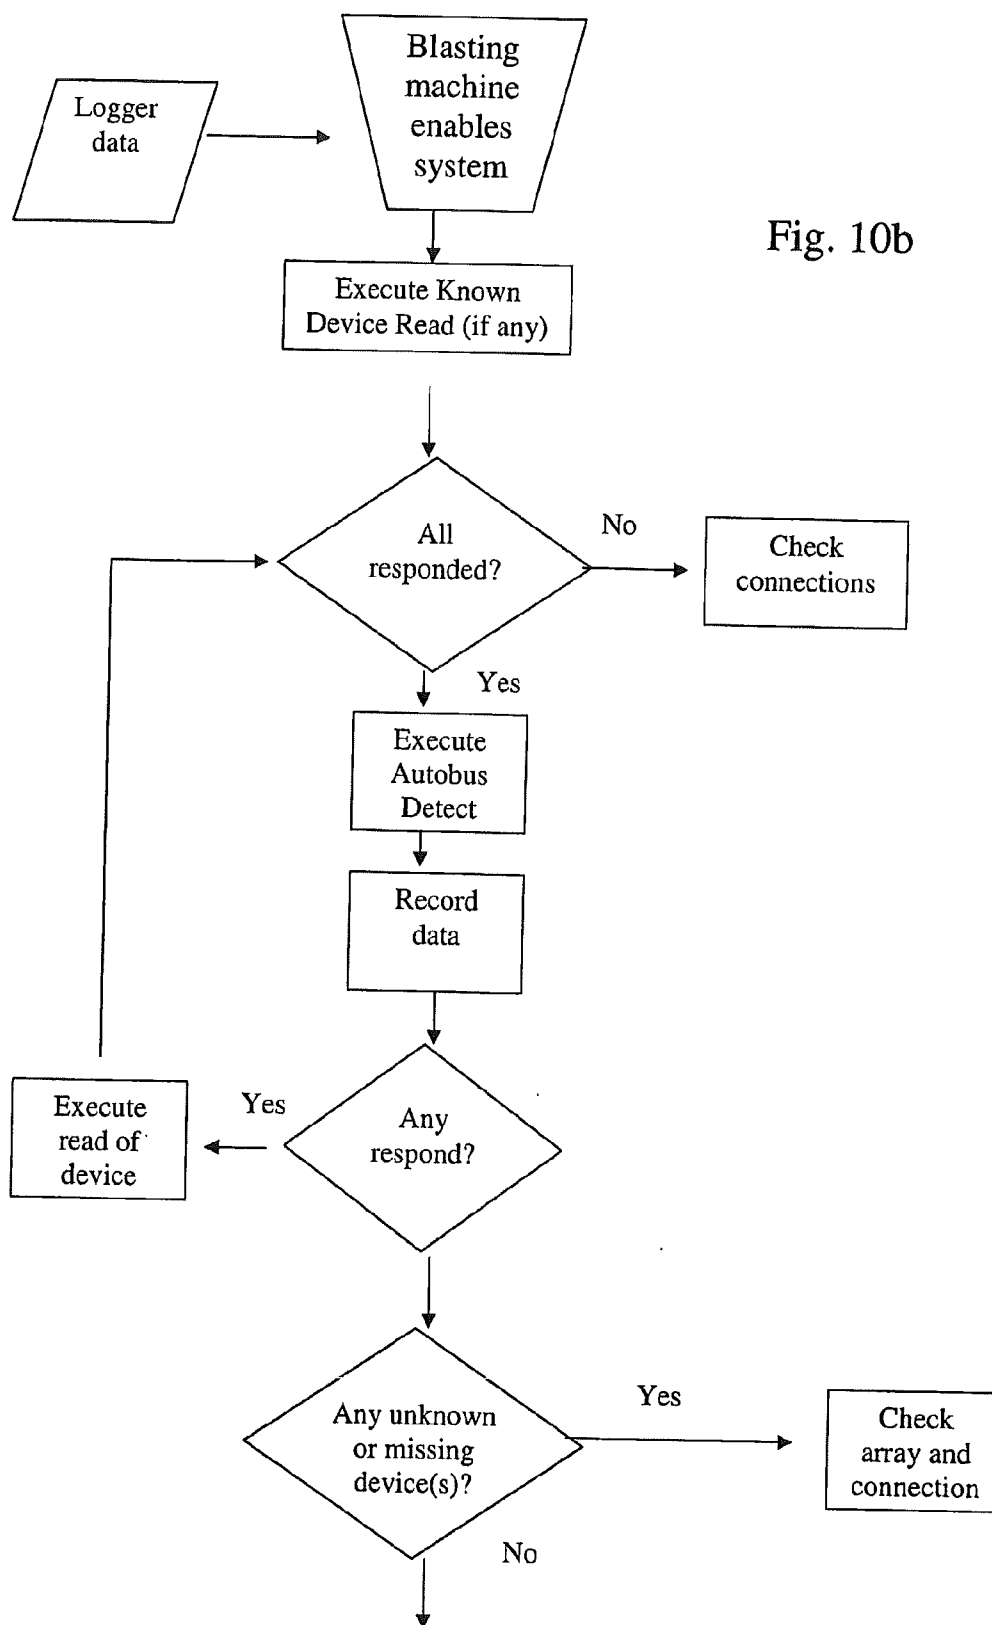 Blasting
machine
enables
system
Logger
data
Fig. 10b
Execute Known
Device Read (if any)
All
responded?
No
Check
connections
Yes
Execute
Autobus
Detect
Record
data
Any
respond?
Yes
Execute
read of
device
Any unknown
or missing
device(s)?
Yes
Check
array and
connection
No